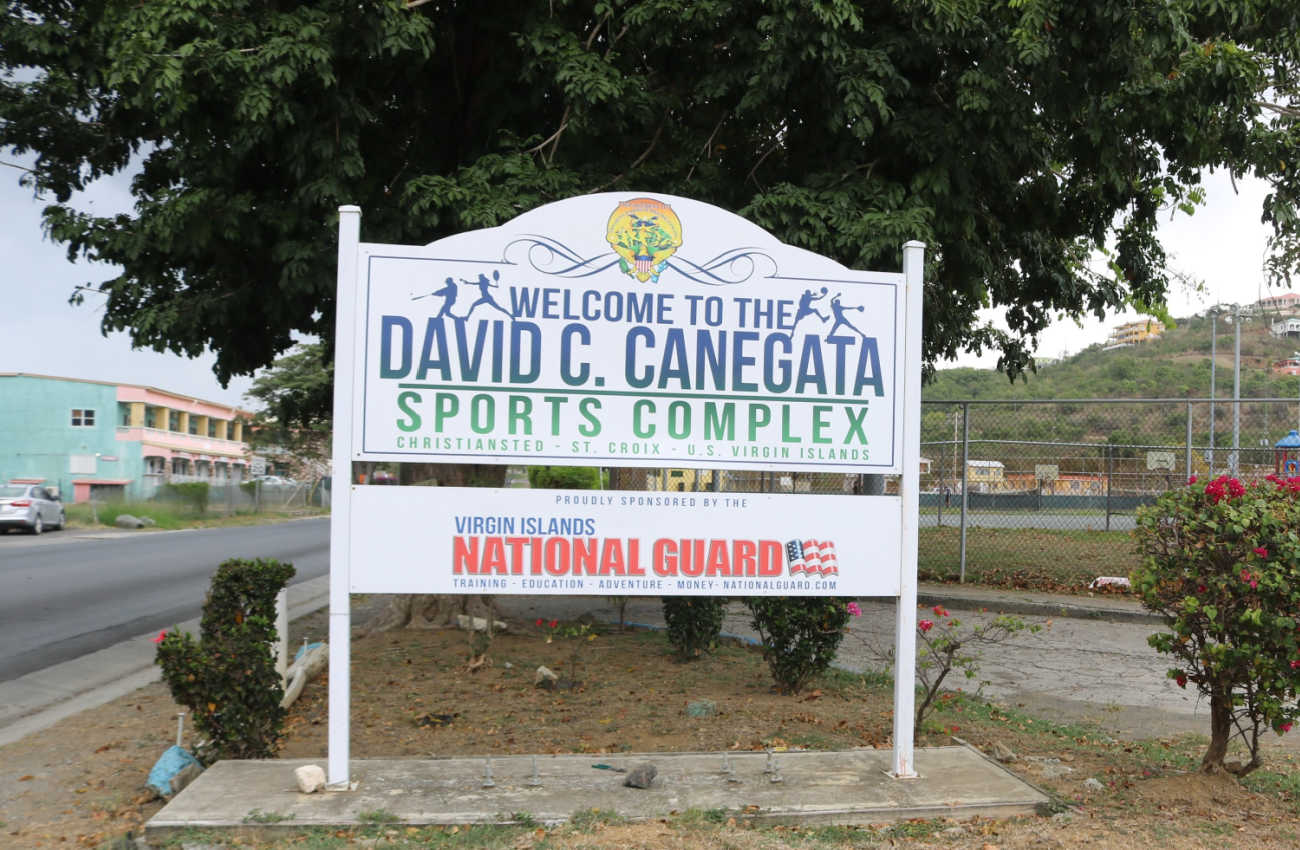 WELCOME TO THE
DAVID C. CANEGATA
SPORTS COMPLEX
CHRISTIANSTED - ST. CROIX - U.S. VIRGIN ISLANDS
PROUDLY SPONSORED BY THE
VIRGIN ISLANDS
NATIONAL GUARD
TRAINING - EDUCATION - ADVENTURE - MONEY- NATIONALGUARD.COM